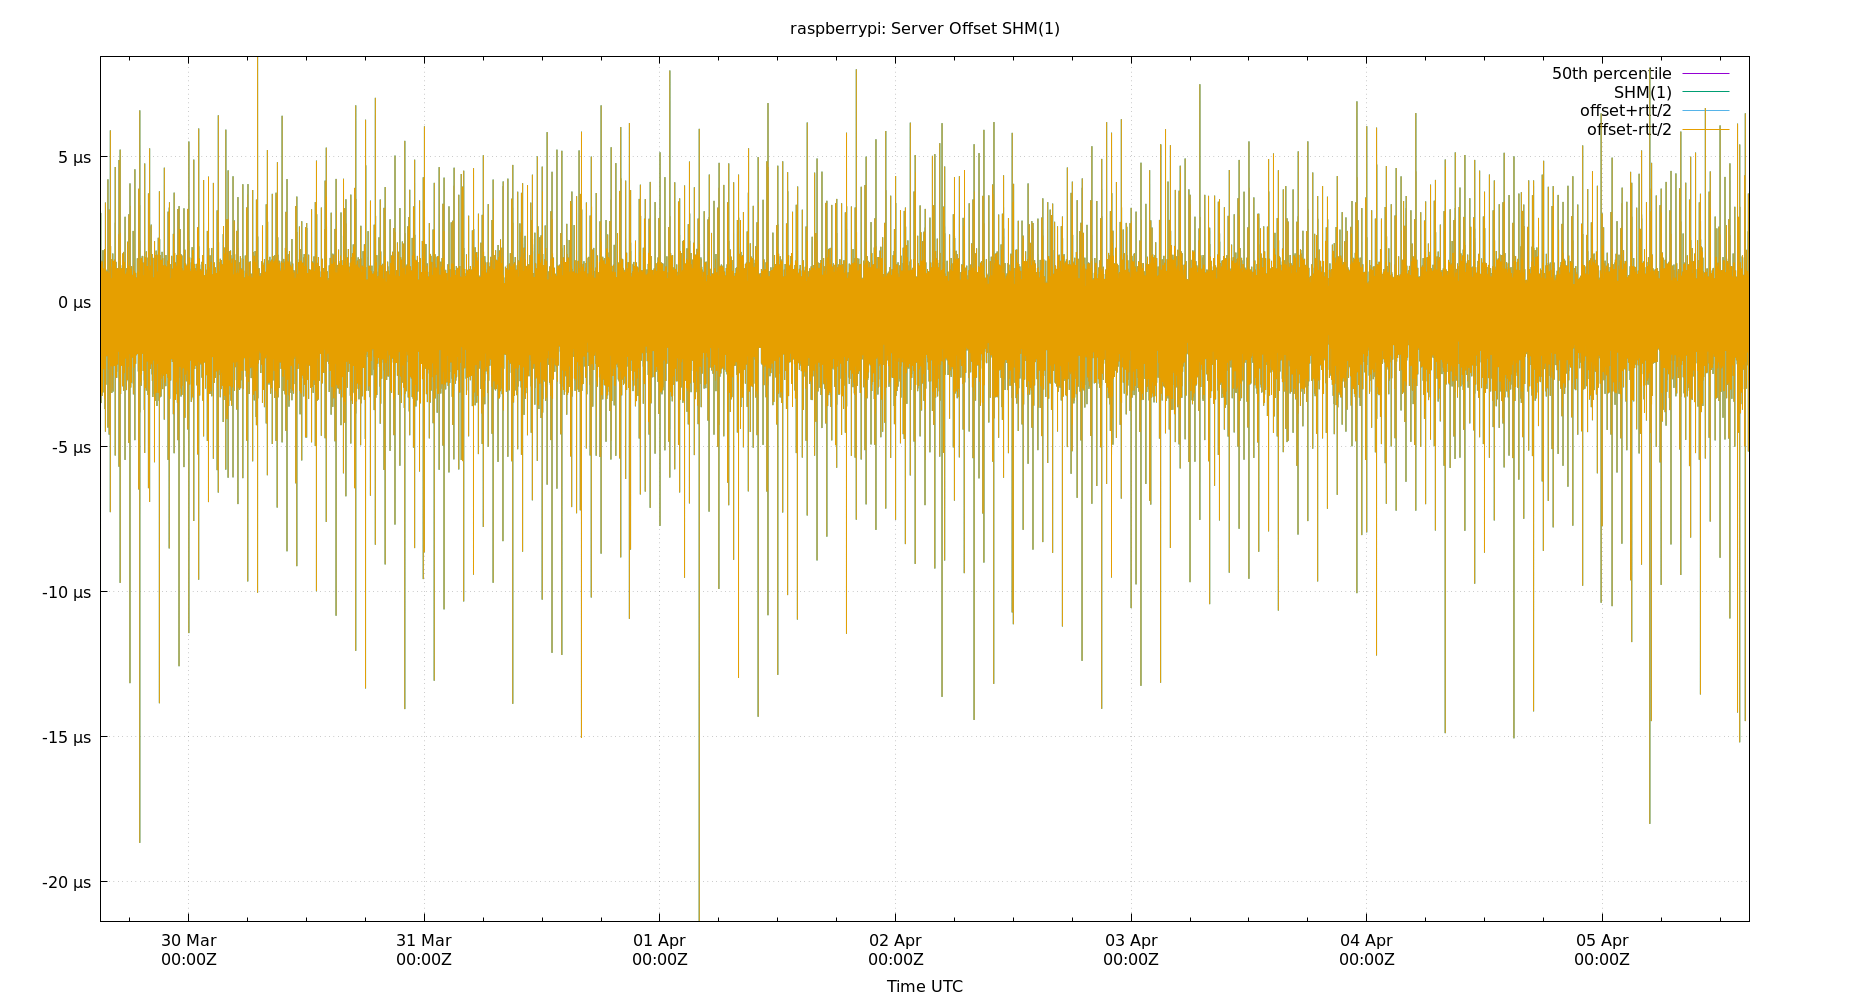 raspberrypi: Server Offset SHM(1)
50th percentile
SHM(1)
offset+rtt/2
offset-rtt/2
5 µs
0 µs
-5 µs
-10 µs
-15 µs
-20 µs
30 Mar 31 Mar 01 Apr 02 Apr 03 Apr 04 Apr 05 Apr
00:00Z 00:00Z 00:00Z 00:00Z 00:00Z 00:00Z 00:00Z
Time UTC